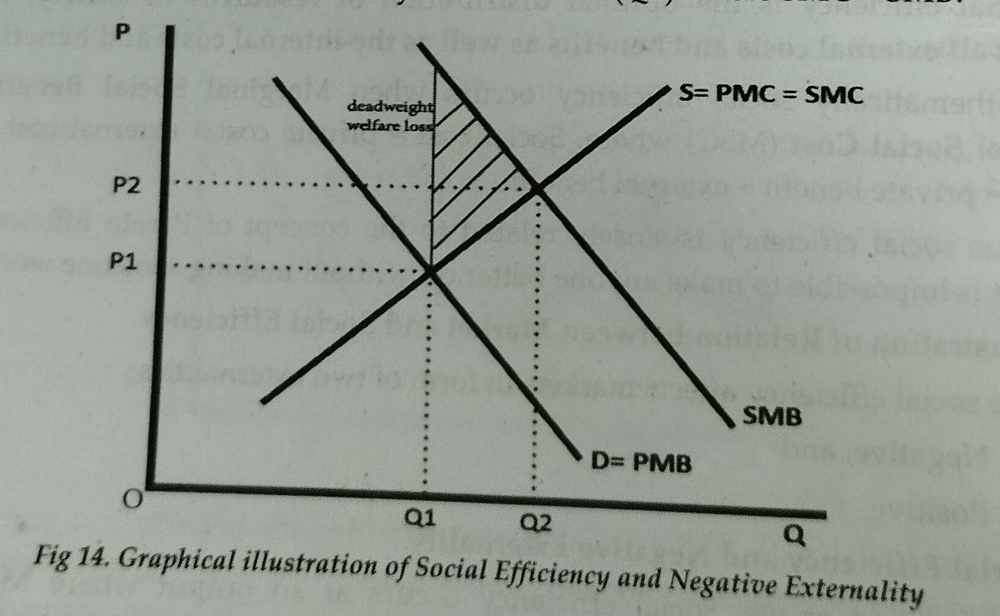 SMB.
P
S= PMC = SMC
deadweight
welfare loss
P2
P1
SMB
D= PMB
O
Q1
Q2
Q
Fig 14. Graphical illustration of Social Efficiency and Negative Externality